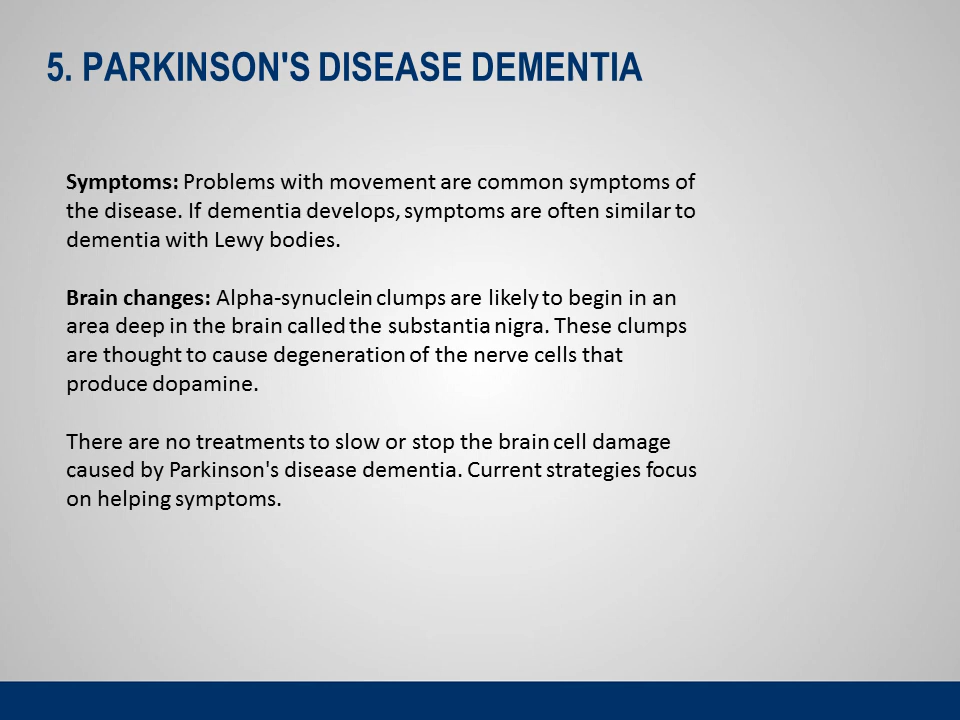 5. PARKINSON'S DISEASE DEMENTIA
Symptoms: Problems with movement are common symptoms of
the disease. If dementia develops, symptoms are often similar to
dementia with Lewy bodies.
Brain changes: Alpha-synuclein clumps are likely to begin in an
area deep in the brain called the substantia nigra. These clumps
are thought to cause degeneration of the nerve cells that
produce dopamine.
There are no treatments to slow or stop the brain cell damage
caused by Parkinson's disease dementia. Current strategies focus
on helping symptoms.